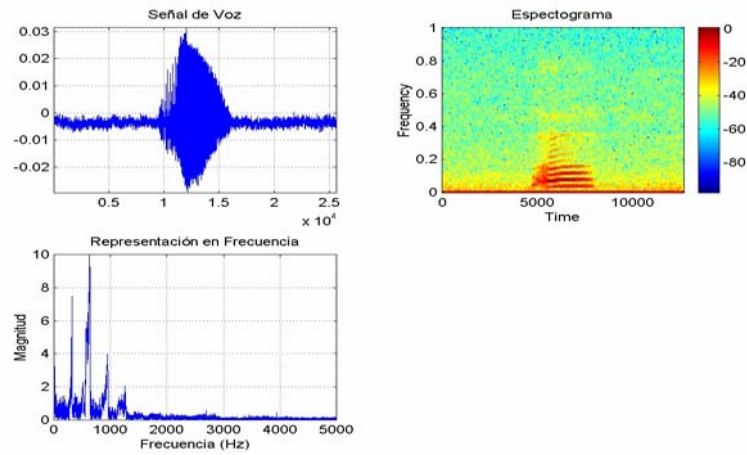 Señal de Voz
0.03
0.02
0.01
0
-0.01
-0.02
0.5 1 1.5 2 2.5
x 10⁴
Espectograma
1
0.8
0.6
0.4
0.2
0
Frequency
0 5000 10000
Time
0
-20
-40
-60
-80
Representación en Frecuencia
10
8
6
4
2
0
Magnitud
0 1000 2000 3000 4000 5000
Frecuencia (Hz)